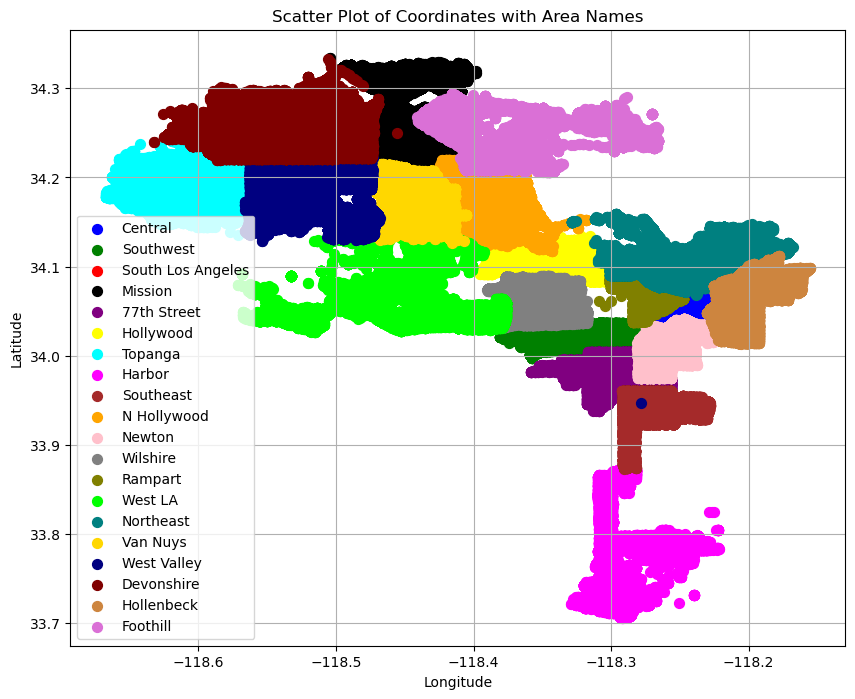 Scatter Plot of Coordinates with Area Names
34.3
34.2
34.1
34.0
33.9
33.8
33.7
Latitude
Central
Southwest
South Los Angeles
Mission
77th Street
Hollywood
Topanga
Harbor
Southeast
N Hollywood
Newton
Wilshire
Rampart
West LA
Northeast
Van Nuys
West Valley
Devonshire
Hollenbeck
Foothill
−118.6 −118.5 −118.4 −118.3 −118.2
Longitude